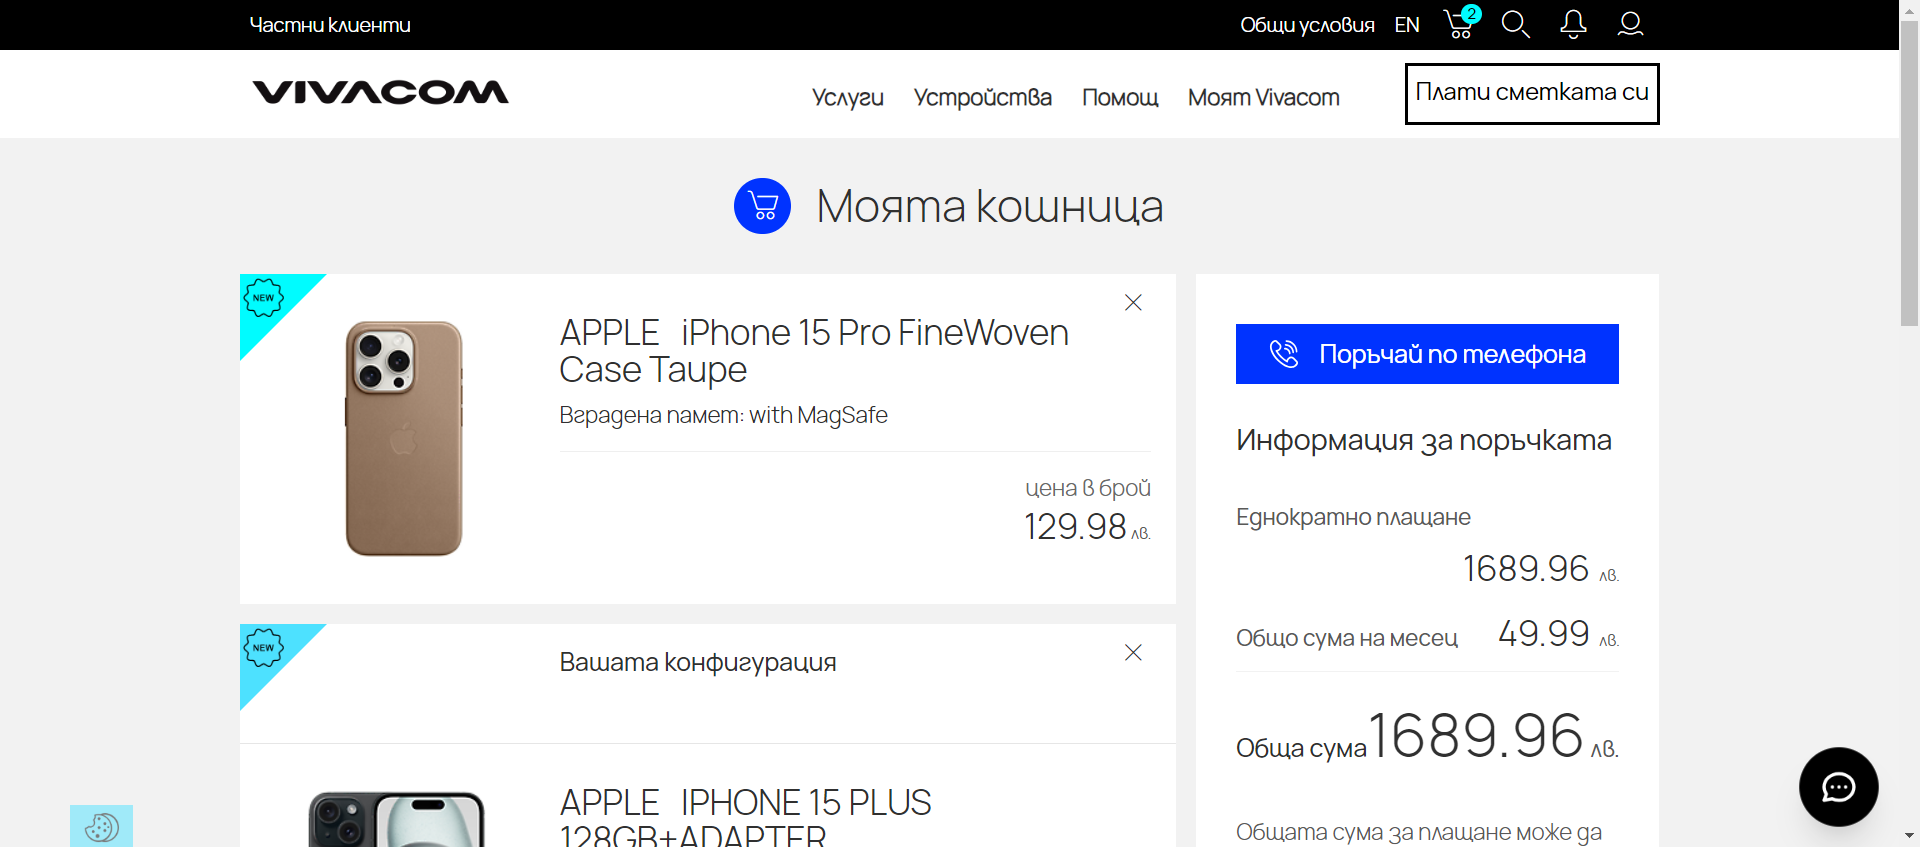 Частни клиенти
Общи условия EN 2
VIVACOM
Услуги Устройства Помощ Моят Vivacom Плати сметката си
Моята кошница
NEW
APPLE iPhone 15 Pro FineWoven
Case Taupe
Вградена памет: with MagSafe
цена в брой
129.98 лв.
NEW
Вашата конфигурация
APPLE IPHONE 15 PLUS
128GB+ADAPTER
Поръчай по телефона
Информация за поръчката
Еднократно плащане
1689.96 лв.
Общо сума на месец 49.99 лв.
Обща сума 1689.96 лв.
Общата сума за плащане може да